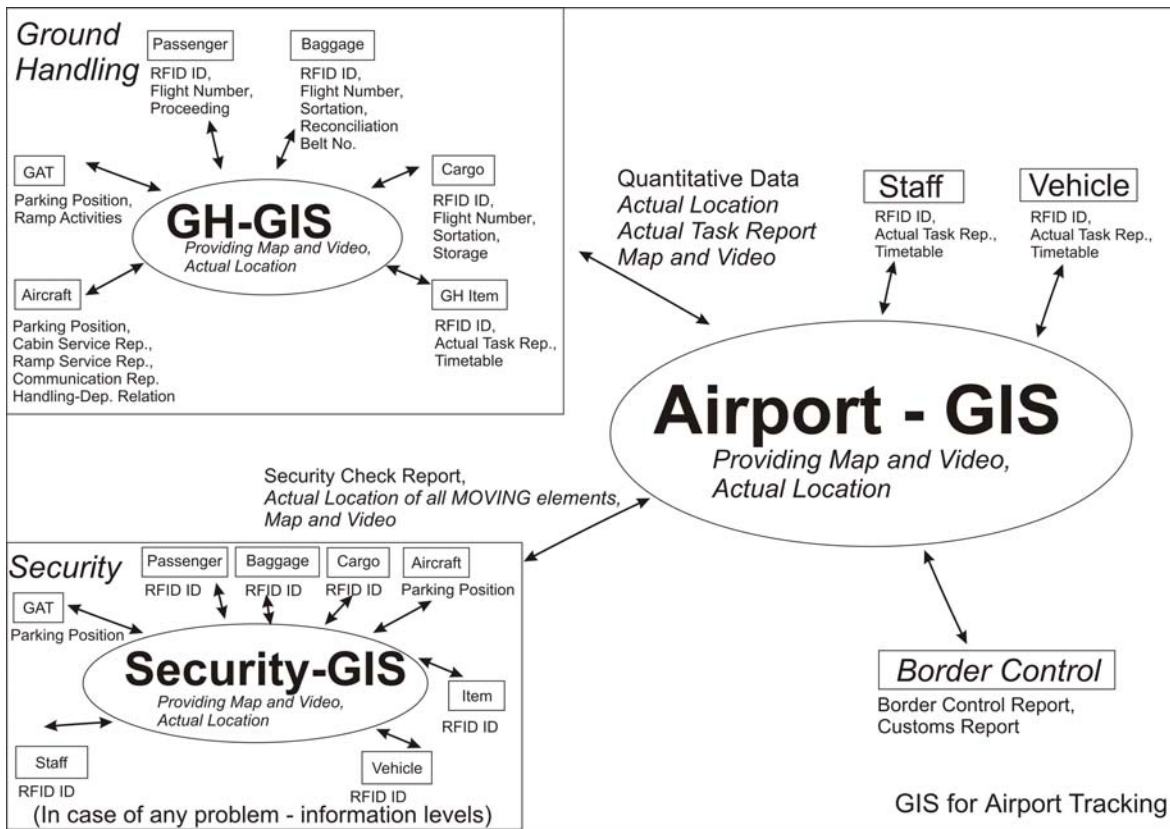 Ground
Handling
Passenger
RFID ID,
Flight Number,
Proceeding
Baggage
RFID ID,
Flight Number,
Sortation,
Reconciliation
Belt No.
GAT
Parking Position,
Ramp Activities
Cargo
RFID ID,
Flight Number,
Sortation,
Storage
GH-GIS
Providing Map and Video,
Actual Location
Aircraft
Parking Position,
Cabin Service Rep.,
Ramp Service Rep.,
Communication Rep.
Handling-Dep. Relation
GH Item
RFID ID,
Actual Task Rep.,
Timetable
Quantitative Data
Actual Location
Actual Task Report
Map and Video
Staff
RFID ID,
Actual Task Rep.,
Timetable
Vehicle
RFID ID,
Actual Task Rep.,
Timetable
Airport - GIS
Providing Map and Video,
Actual Location
Security Check Report,
Actual Location of all MOVING elements,
Map and Video
Security
Passenger
RFID ID
Baggage
RFID ID
Cargo
RFID ID
Aircraft
Parking Position
GAT
Parking Position
Security-GIS
Providing Map and Video,
Actual Location
Item
RFID ID
Staff
RFID ID
Vehicle
RFID ID
(In case of any problem - information levels)
Border Control
Border Control Report,
Customs Report
GIS for Airport Tracking